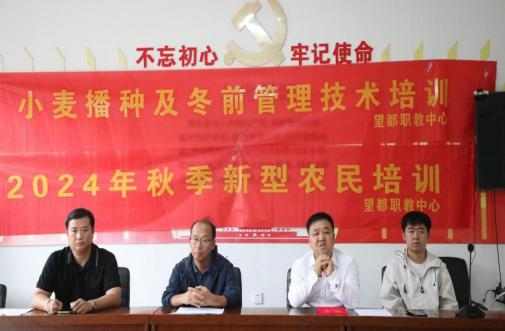 不忘初心 牢记使命
小麦播种及冬前管理技术培训
望都职教中心
2024年秋季新型农民培训
望都职教中心